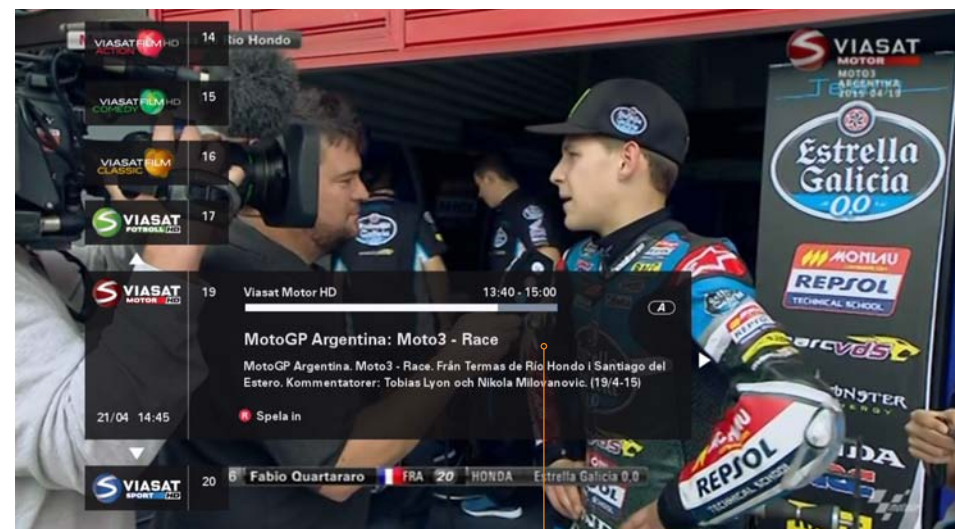 VIASAT FILM HD
ACTION
14
Rio Hondo
VIASAT
MOTOR
MOTO3
ARGENTINA
2015-04-19
VIASAT FILM HD
COMEDY
15
VIASAT FILM
CLASSIC
16
VIASAT
FOTBOLL HD
17
Estrella
Galicia
0,0
MONLAU
REPSOL
TECHNICAL SCHOOL
VIASAT
MOTOR HD
19
Viasat Motor HD
13:40 - 15:00
A
MotoGP Argentina: Moto3 - Race
MotoGP Argentina. Moto3 - Race. Från Termas de Río Hondo i Santiago del
Estero. Kommentatorer: Tobias Lyon och Nikola Milovanovic. (19/4-15)
21/04 14:45
R Spela in
marcvds
REPSOL
VIASAT
SPORT HD
20
6 Fabio Quartararo FRA 20 HONDA Estrella Galicia 0,0